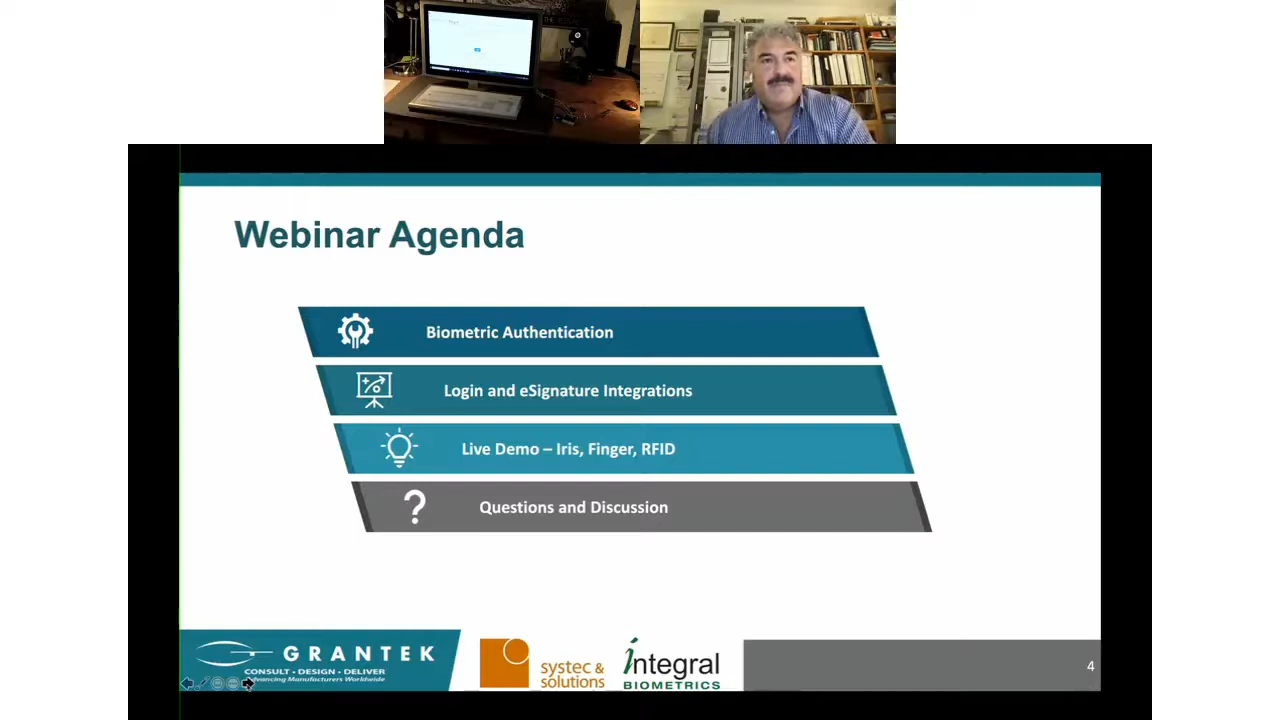 Webinar Agenda
Biometric Authentication
Login and eSignature Integrations
Live Demo – Iris, Finger, RFID
Questions and Discussion
GRANTEK
CONSULT • DESIGN • DELIVER
Advancing Manufacturers Worldwide
systec &
solutions
integral
BIOMETRICS
4